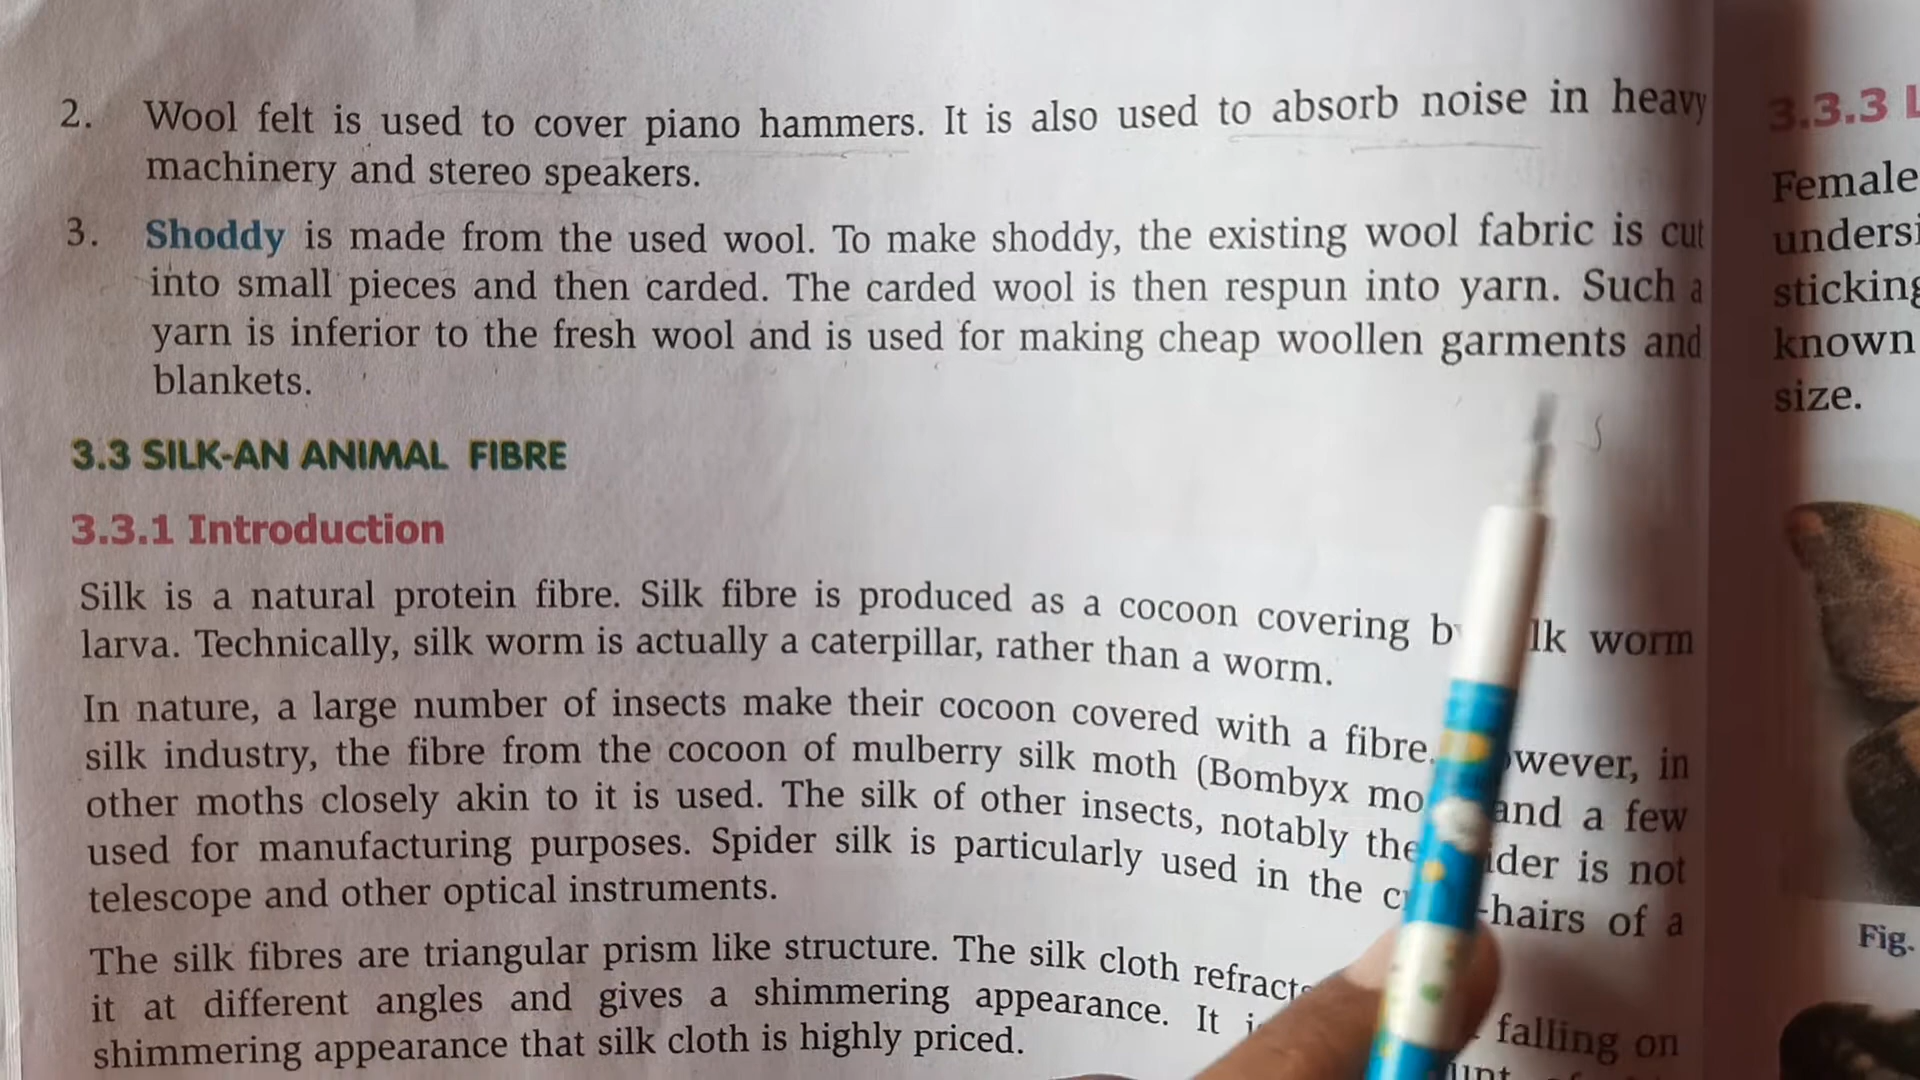 2. Wool felt is used to cover piano hammers. It is also used to absorb noise in heavy
machinery and stereo speakers.
3. Shoddy is made from the used wool. To make shoddy, the existing wool fabric is cut
into small pieces and then carded. The carded wool is then respun into yarn. Such a
yarn is inferior to the fresh wool and is used for making cheap woollen garments and
blankets.
3.3 SILK-AN ANIMAL FIBRE
3.3.1 Introduction
Silk is a natural protein fibre. Silk fibre is produced as a cocoon covering worm
larva. Technically, silk worm is actually a caterpillar, rather than a worm.
In nature, a large number of insects make their cocoon covered with a fibre. in
silk industry, the fibre from the cocoon of mulberry silk moth (Bombyx and a few
other moths closely akin to it is used. The silk of other insects, notably is not
used for manufacturing purposes. Spider silk is particularly used in the -hairs of a
telescope and other optical instruments.
The silk fibres are triangular prism like structure. The silk cloth falling on
it at different angles and gives a shimmering appearance. It
shimmering appearance that silk cloth is highly priced.
3.3.3
Female
known
size.
Fig.